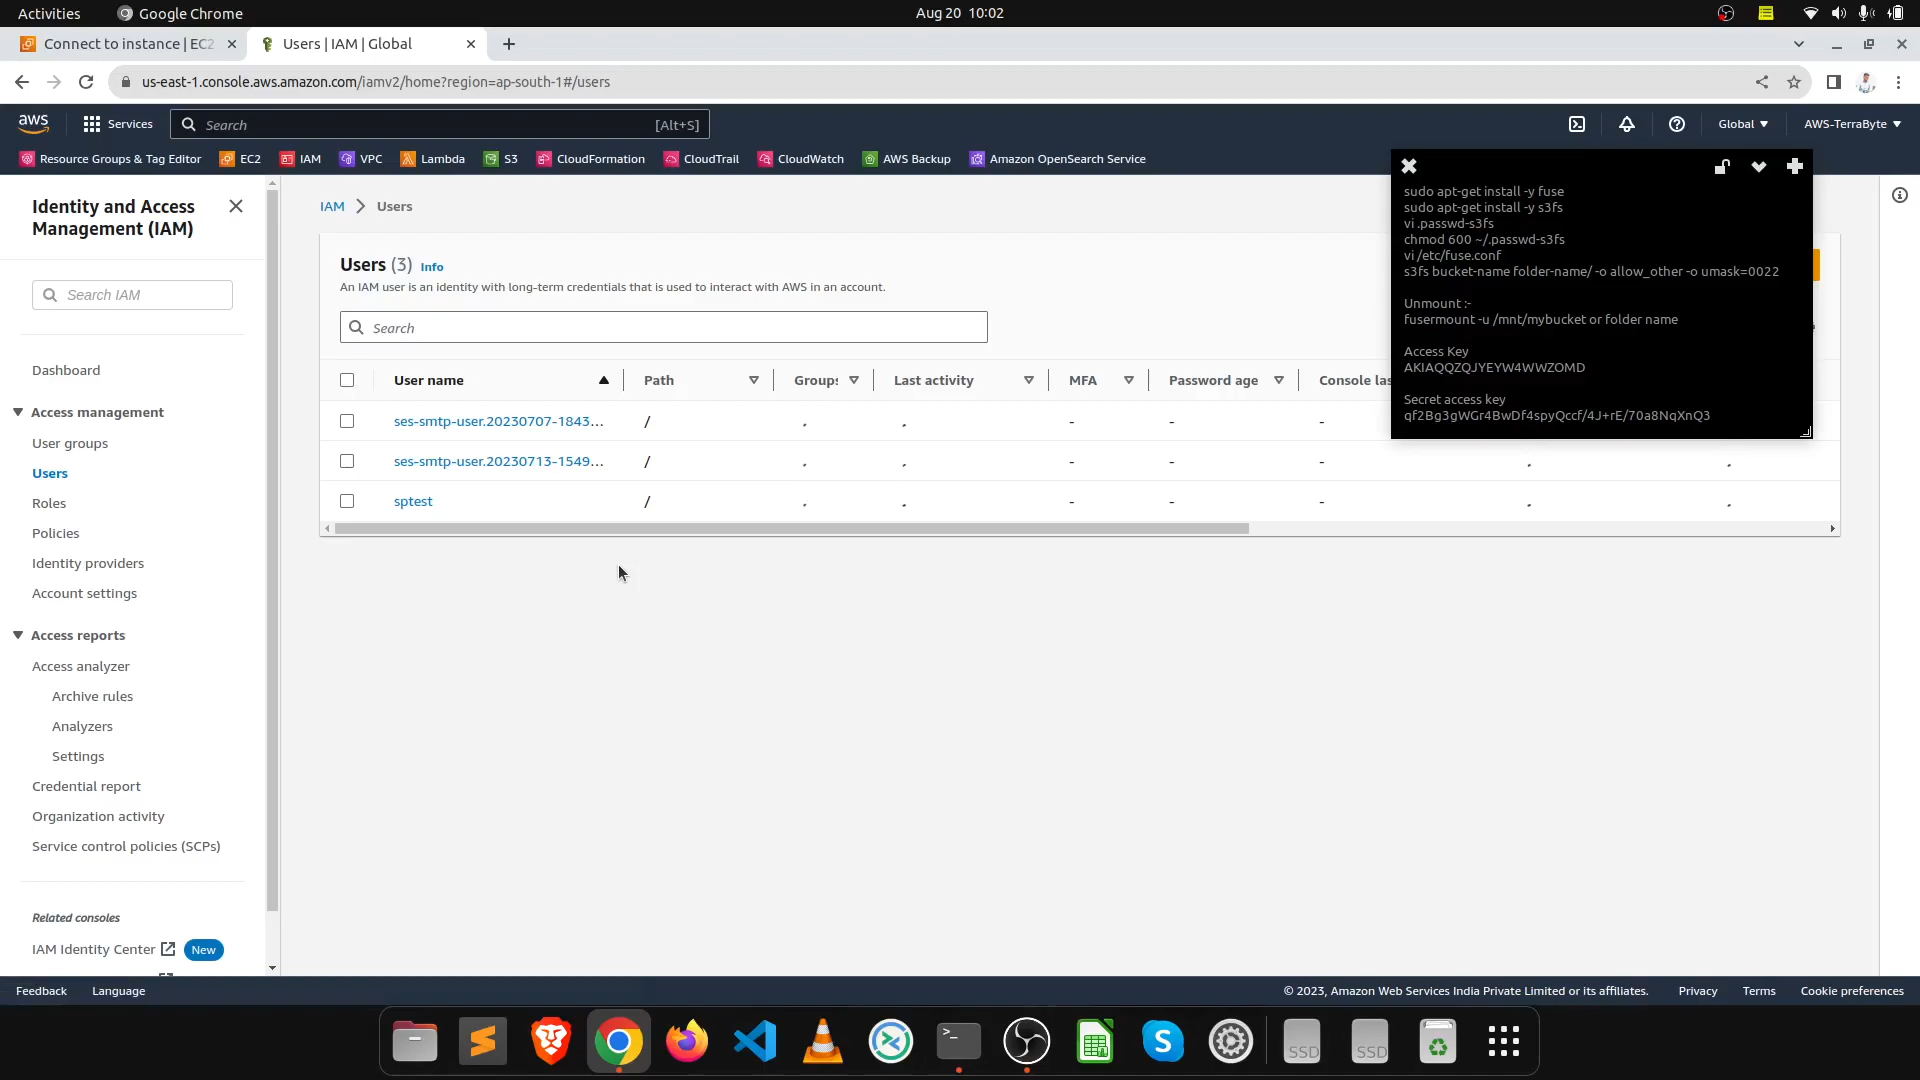 Activities
Google Chrome
Aug 20 10:02
Connect to instance | EC2
Users | IAM | Global
us-east-1.console.aws.amazon.com/iamv2/home?region=ap-south-1#/users
aws
Services
Search
[Alt+S]
Global
AWS-TerraByte
Resource Groups & Tag Editor
EC2
IAM
VPC
Lambda
S3
CloudFormation
CloudTrail
CloudWatch
AWS Backup
Amazon OpenSearch Service
Identity and Access
Management (IAM)
Search IAM
Dashboard
Access management
User groups
Users
Roles
Policies
Identity providers
Account settings
Access reports
Access analyzer
Archive rules
Analyzers
Settings
Credential report
Organization activity
Service control policies (SCPs)
Related consoles
IAM Identity Center
New
IAM > Users
Users (3) Info
An IAM user is an identity with long-term credentials that is used to interact with AWS in an account.
Search
User name
Path
Groups
Last activity
MFA
Password age
Console las
ses-smtp-user.20230707-1843... / - - -
ses-smtp-user.20230713-1549... / - - -
sptest / - - -
sudo apt-get install -y fuse
sudo apt-get install -y s3fs
vi .passwd-s3fs
chmod 600 ~/.passwd-s3fs
vi /etc/fuse.conf
s3fs bucket-name folder-name/ -o allow_other -o umask=0022
Unmount :-
fusermount -u /mnt/mybucket or folder name
Access Key
AKIAQQZQJYEYW4WWZOMD
Secret access key
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
Feedback
Language
© 2023, Amazon Web Services India Private Limited or its affiliates.
Privacy
Terms
Cookie preferences
SSD
SSD